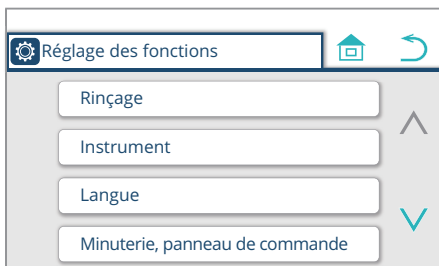 Réglage des fonctions
Rinçage
Instrument
Langue
Minuterie, panneau de commande